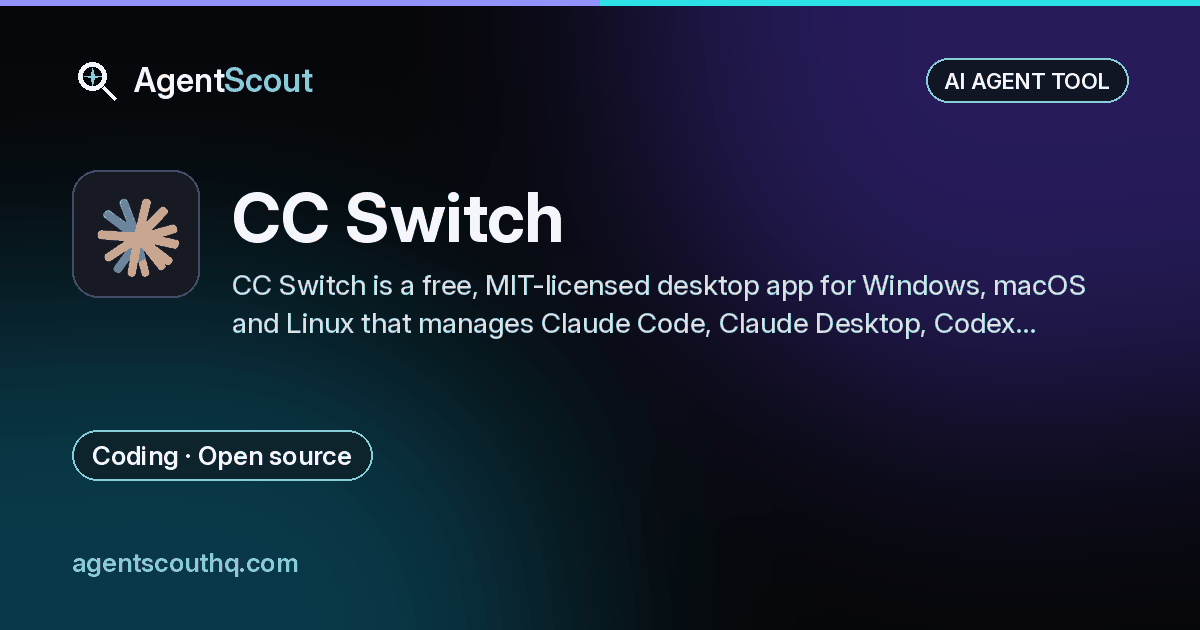 AgentScout
AI AGENT TOOL
CC Switch
CC Switch is a free, MIT-licensed desktop app for Windows, macOS
and Linux that manages Claude Code, Claude Desktop, Codex...
Coding · Open source
agentscouthq.com